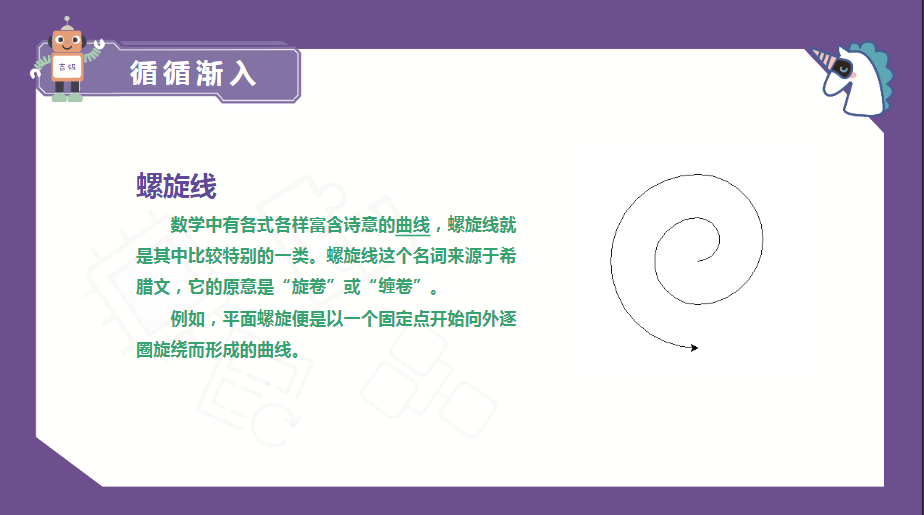 循循渐入
吉娲
螺旋线
数学中有各式各样富含诗意的曲线，螺旋线就
是其中比较特别的一类。螺旋线这个名词来源于希
腊文，它的原意是“旋卷”或“缠卷”。
例如，平面螺旋便是以一个固定点开始向外逐
圈旋绕而形成的曲线。